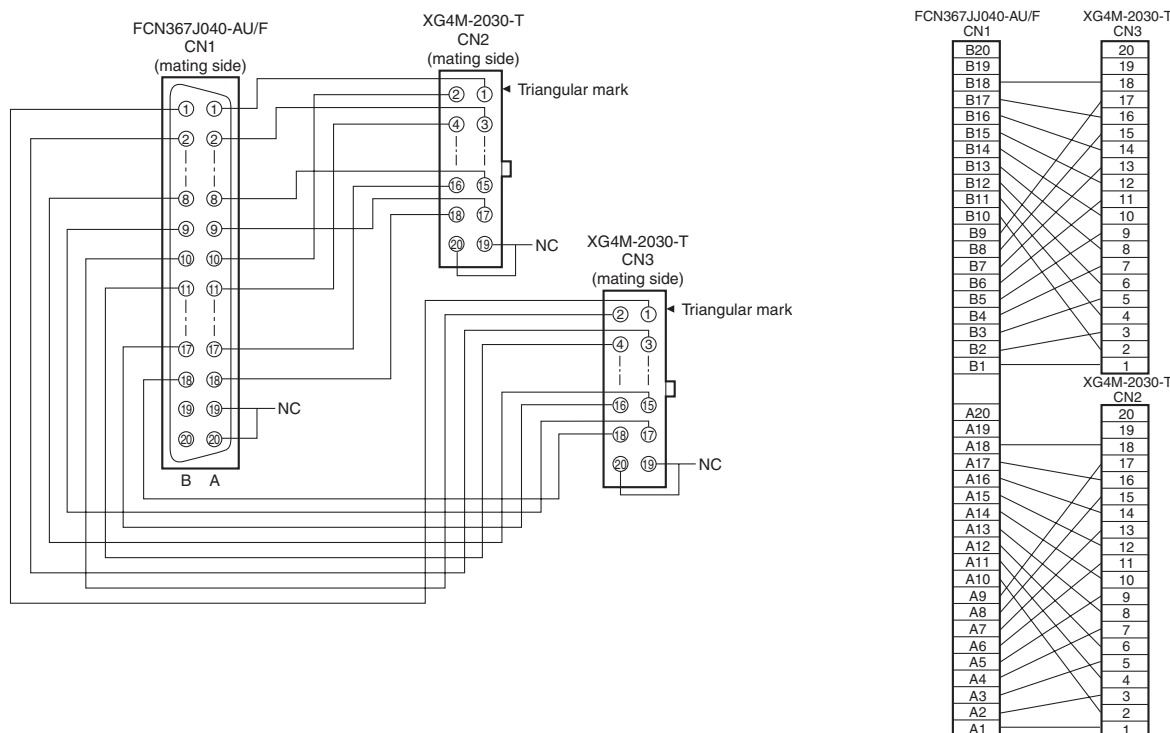 FCN367J040-AU/F
CN1
(mating side)
XG4M-2030-T
CN2
(mating side)
Triangular mark
1 1
2 2
8 8
9 9
10 10
11 11
17 17
18 18
19 19
20 20
B A
NC
2 1
4 3
16 15
18 17
20 19
NC
XG4M-2030-T
CN3
(mating side)
Triangular mark
2 1
4 3
16 15
18 17
20 19
NC
FCN367JJ040-AU/F
CN1
XG4M-2030-T
CN3
B20 20
B19 19
B18 18
B17 17
B16 16
B15 15
B14 14
B13 13
B12 12
B11 11
B10 10
B9 9
B8 8
B7 7
B6 6
B5 5
B4 4
B3 3
B2 2
B1 1
XG4M-2030-T
CN2
A20 20
A19 19
A18 18
A17 17
A16 16
A15 15
A14 14
A13 13
A12 12
A11 11
A10 10
A9 9
A8 8
A7 7
A6 6
A5 5
A4 4
A3 3
A2 2
A1 1